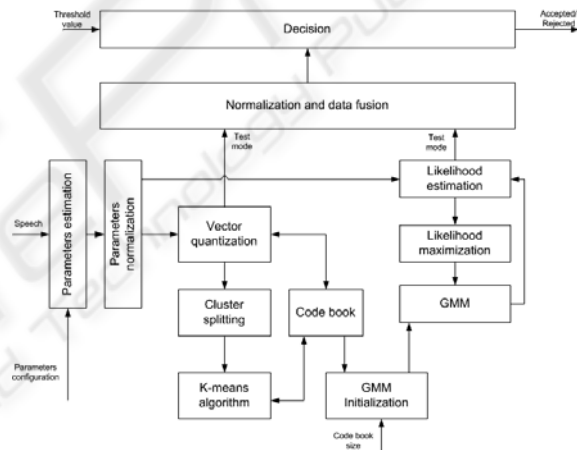 Threshold
value
Decision
Accepted/
Rejected
Normalization and data fusion
Test
mode
Test
mode
Speech
Parameters estimation
Parameters
normalization
Likelihood
estimation
Vector
quantization
Likelihood
maximization
Cluster
splitting
Code book
GMM
Parameters
configuration
K-means
algorithm
GMM
Initialization
Code book
size